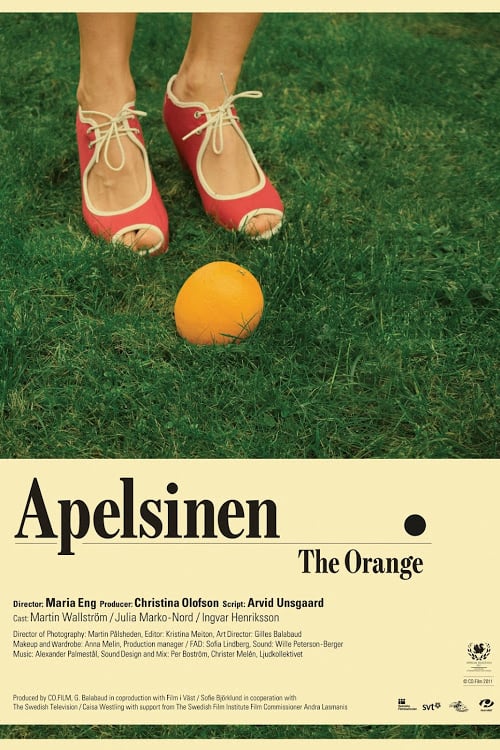 Apelsinen
The Orange
Director: Maria Eng Producer: Christina Olofson Script: Arvid Unsgaard
Cast: Martin Wallström / Julia Marko-Nord / Ingvar Henriksson
Director of Photography: Martin Pålsheden, Editor: Kristina Meiton, Art Director: Gilles Balabaud
Makeup and Wardrobe: Anna Melin, Production manager / FAD: Sofia Lindberg, Sound: Wille Peterson-Berger
Music: Alexander Palmestål, Sound Design and Mix: Per Boström, Christer Melén, Ljudkollektivet
© CO.Film 2011
Produced by CO.FILM, G. Balabaud in coproduction with Film i Väst / Sofie Björklund in cooperation with
The Swedish Television / Caisa Westling with support from The Swedish Film Institute Film Commissioner Andra Lasmanis
svt